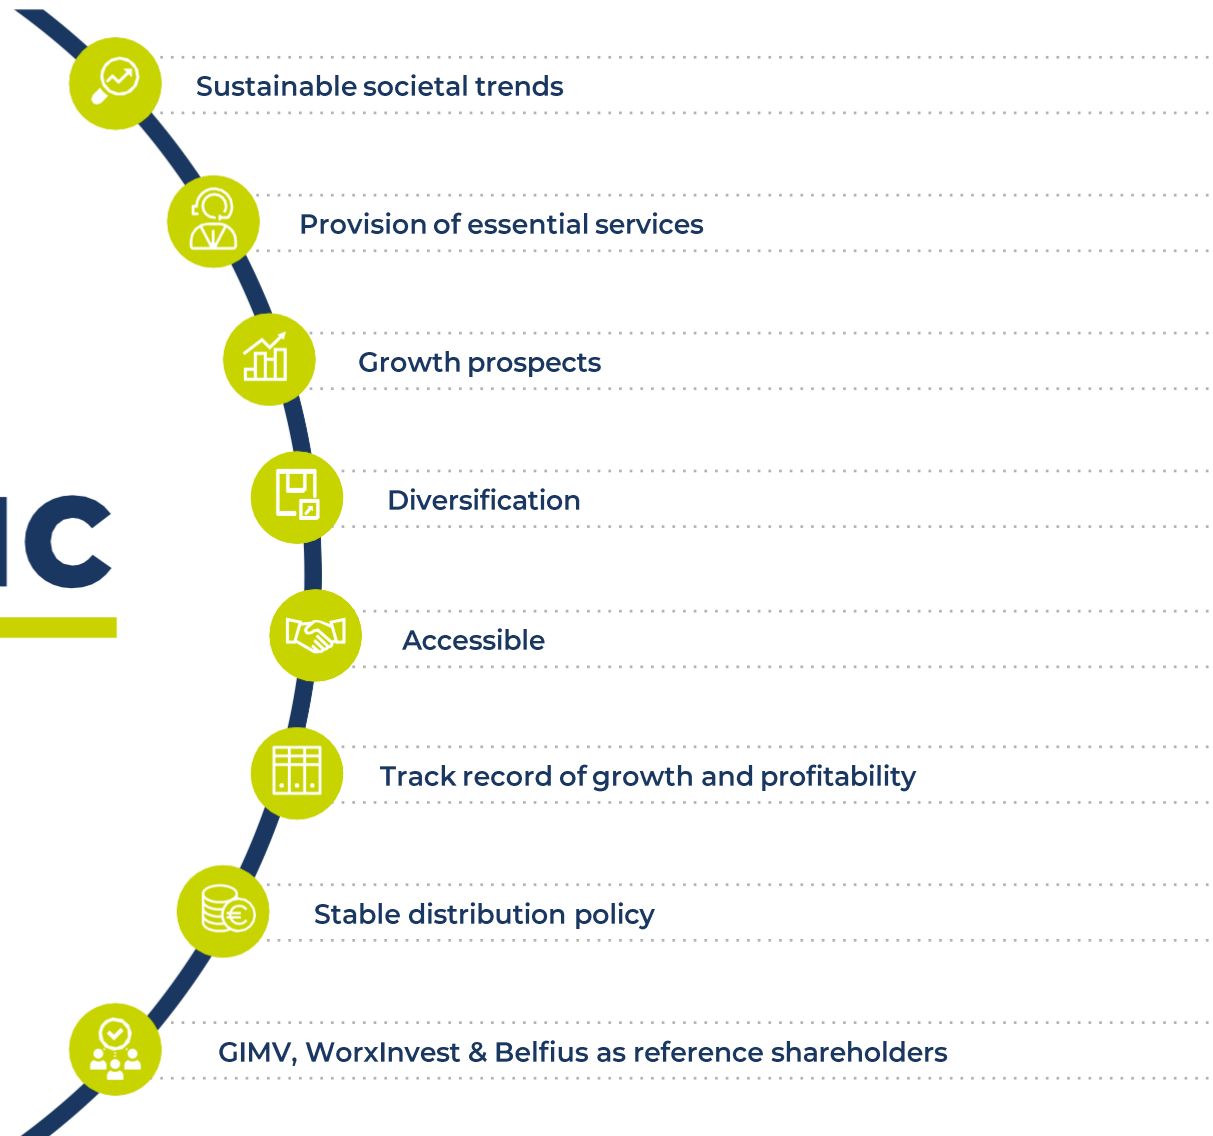 Sustainable societal trends
Provision of essential services
Growth prospects
Diversification
IC
Accessible
Track record of growth and profitability
Stable distribution policy
GIMV, WorxInvest & Belfius as reference shareholders